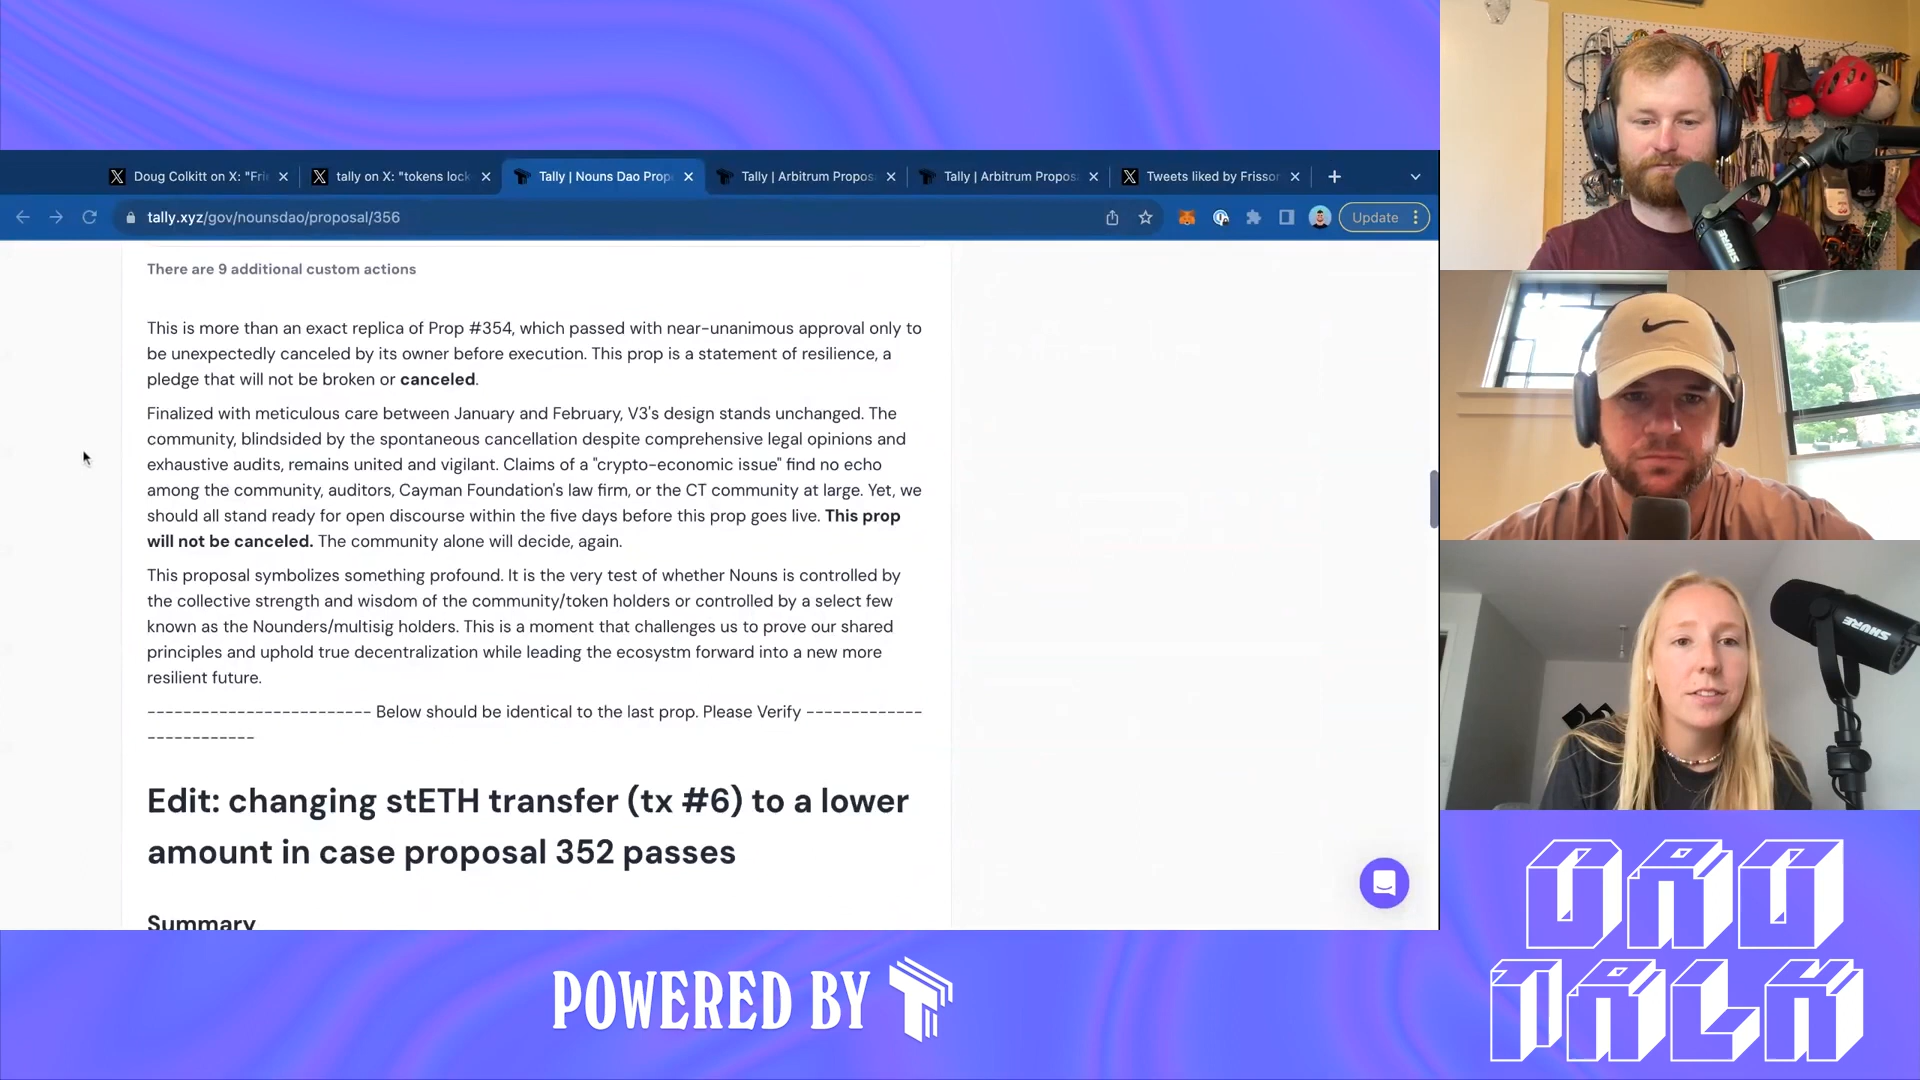 Doug Colkitt on X: "Frie
tally on X: "tokens lock
Tally | Nouns Dao Prop
Tally | Arbitrum Propos
Tally | Arbitrum Propos
Tweets liked by Frisson
tally.xyz/gov/nounsdao/proposal/356
Update
There are 9 additional custom actions
This is more than an exact replica of Prop #354, which passed with near-unanimous approval only to
be unexpectedly canceled by its owner before execution. This prop is a statement of resilience, a
pledge that will not be broken or canceled.
Finalized with meticulous care between January and February, V3's design stands unchanged. The
community, blindsided by the spontaneous cancellation despite comprehensive legal opinions and
exhaustive audits, remains united and vigilant. Claims of a "crypto-economic issue" find no echo
among the community, auditors, Cayman Foundation's law firm, or the CT community at large. Yet, we
should all stand ready for open discourse within the five days before this prop goes live. This prop
will not be canceled. The community alone will decide, again.
This proposal symbolizes something profound. It is the very test of whether Nouns is controlled by
the collective strength and wisdom of the community/token holders or controlled by a select few
known as the Nounders/multisig holders. This is a moment that challenges us to prove our shared
principles and uphold true decentralization while leading the ecosystm forward into a new more
resilient future.
------------------------- Below should be identical to the last prop. Please Verify -------------
------------
Edit: changing stETH transfer (tx #6) to a lower
amount in case proposal 352 passes
Summary
POWERED BY
SHURE
SHURE
DAO
TALK